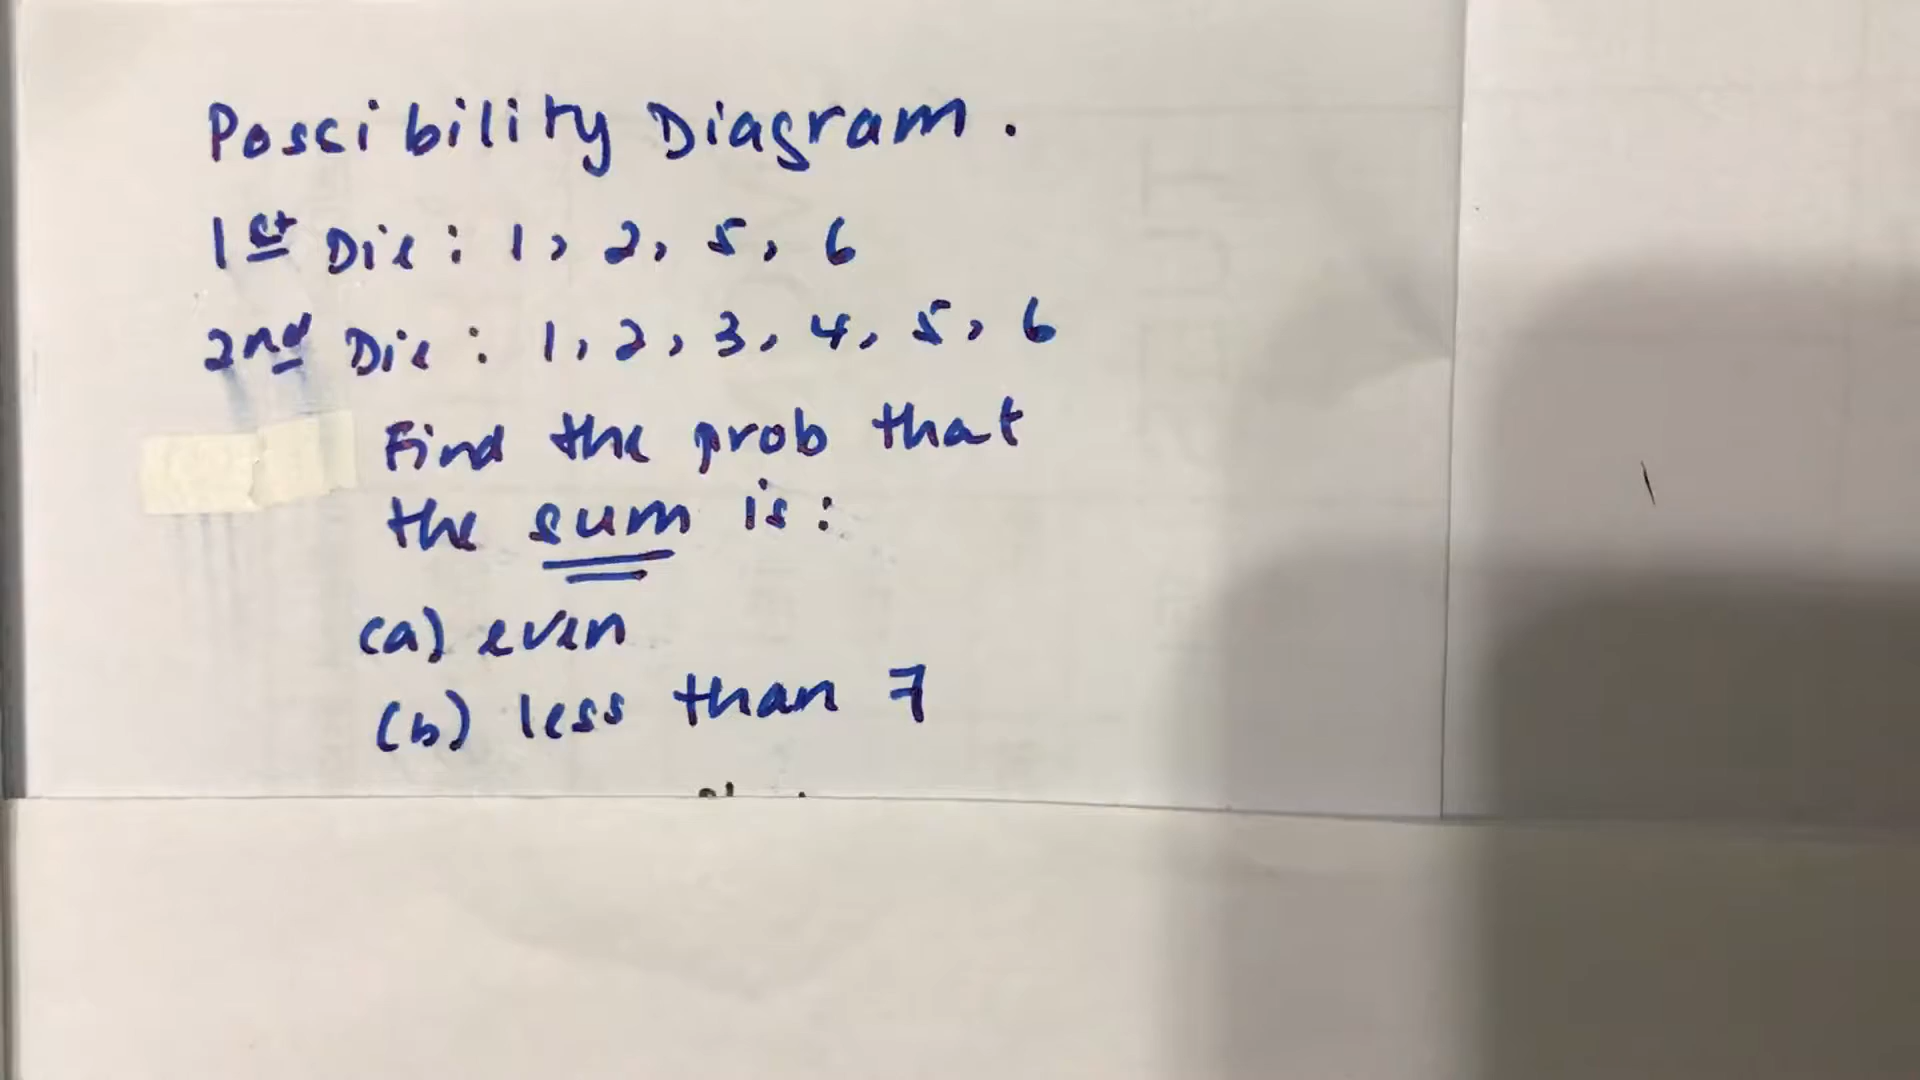 Possibility Diagram.
1st Die: 1, 2, 5, 6
2nd Die: 1, 2, 3, 4, 5, 6
Find the prob that
the sum is:
(a) even
(b) less than 7